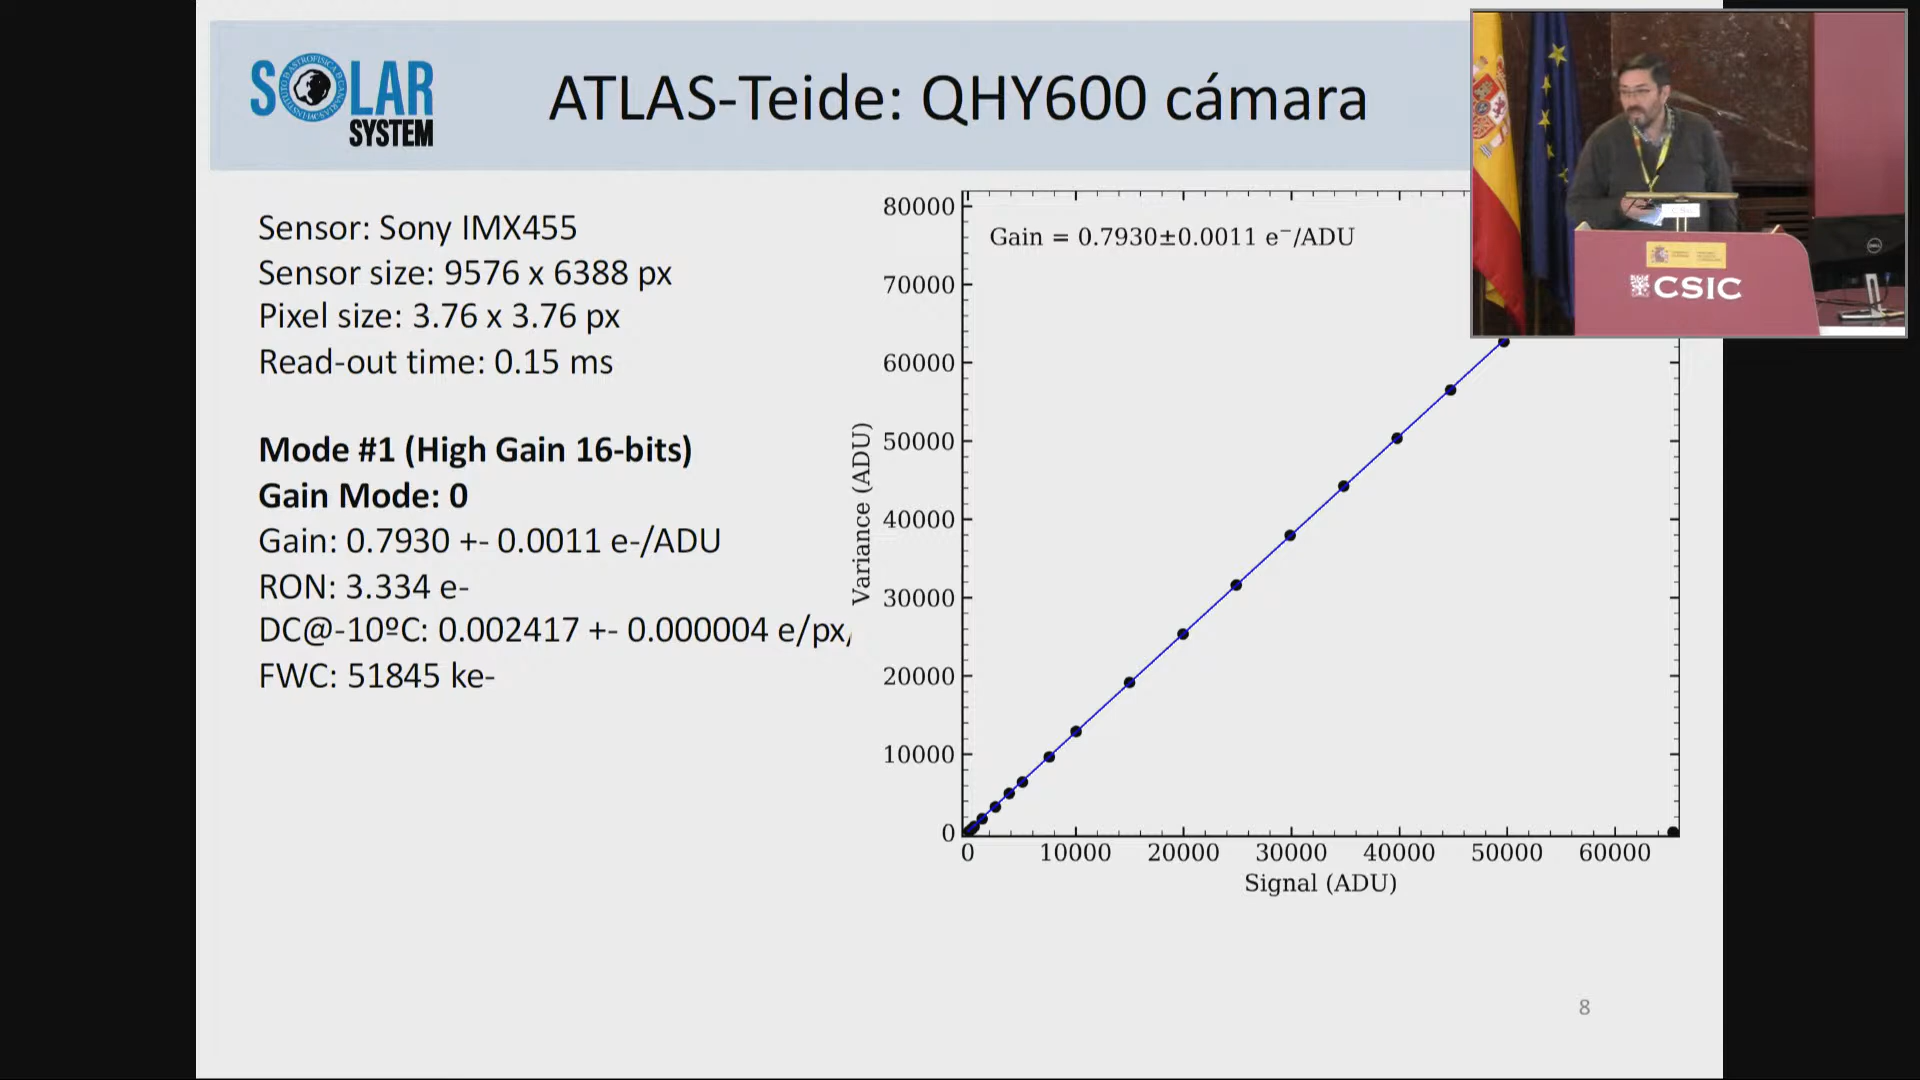 SOLAR
SYSTEM
ATLAS-Teide: QHY600 cámara
Sensor: Sony IMX455
Sensor size: 9576 x 6388 px
Pixel size: 3.76 x 3.76 px
Read-out time: 0.15 ms
Mode #1 (High Gain 16-bits)
Gain Mode: 0
Gain: 0.7930 +- 0.0011 e-/ADU
RON: 3.334 e-
DC@-10ºC: 0.002417 +- 0.000004 e/px/
FWC: 51845 ke-
Gain = 0.7930±0.0011 e⁻/ADU
Variance (ADU)
80000
70000
60000
50000
40000
30000
20000
10000
0
0 10000 20000 30000 40000 50000 60000
Signal (ADU)
CSIC
8